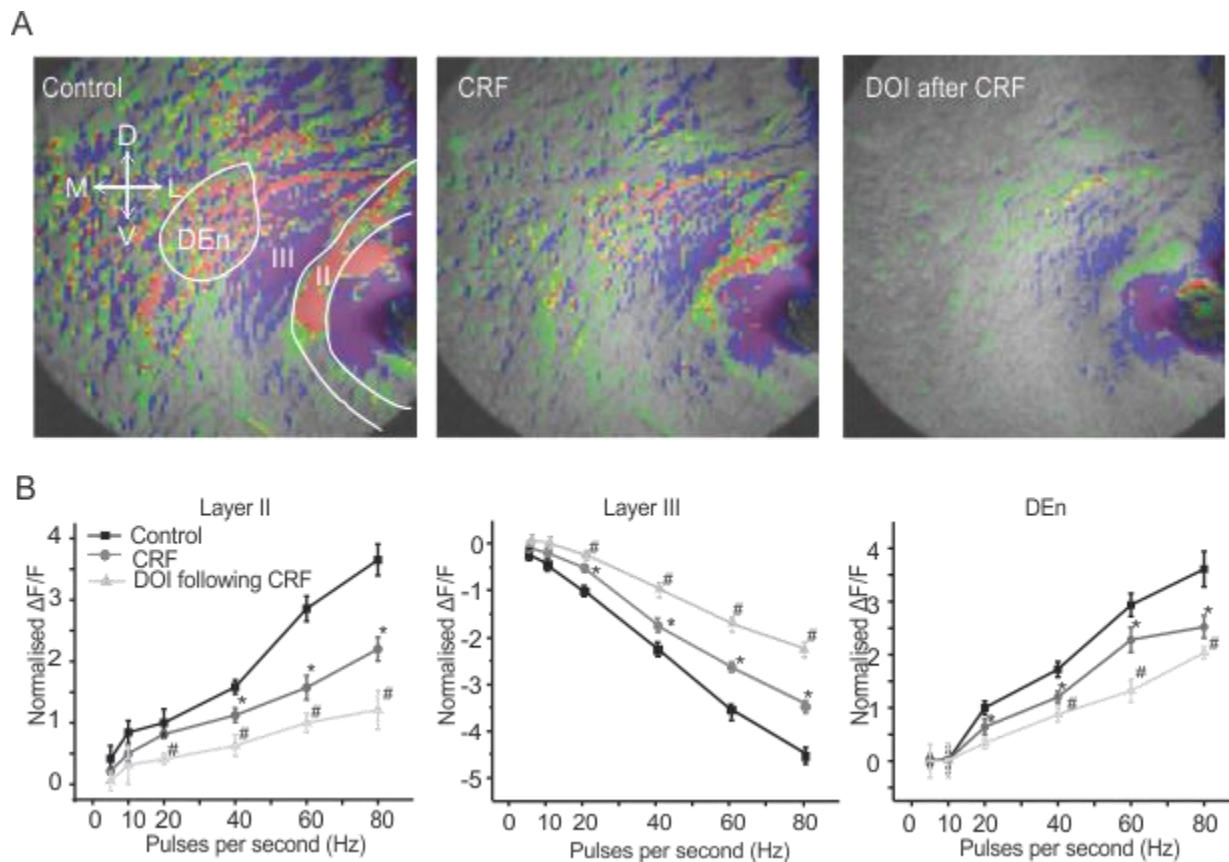 A
Control
CRF
DOI after CRF
D
M
L
V
DEn
III
II
B
Layer II
Layer III
DEn
Control
CRF
DOI following CRF
Normalised ΔF/F
4
3
2
1
0
* * *
# # # #
0 10 20 40 60 80
Pulses per second (Hz)
Normalised ΔF/F
0
-1
-2
-3
-4
-5
# # # #
* * * *
0 10 20 40 60 80
Pulses per second (Hz)
Normalised ΔF/F
4
3
2
1
0
* * * *
# # #
0 10 20 40 60 80
Pulses per second (Hz)